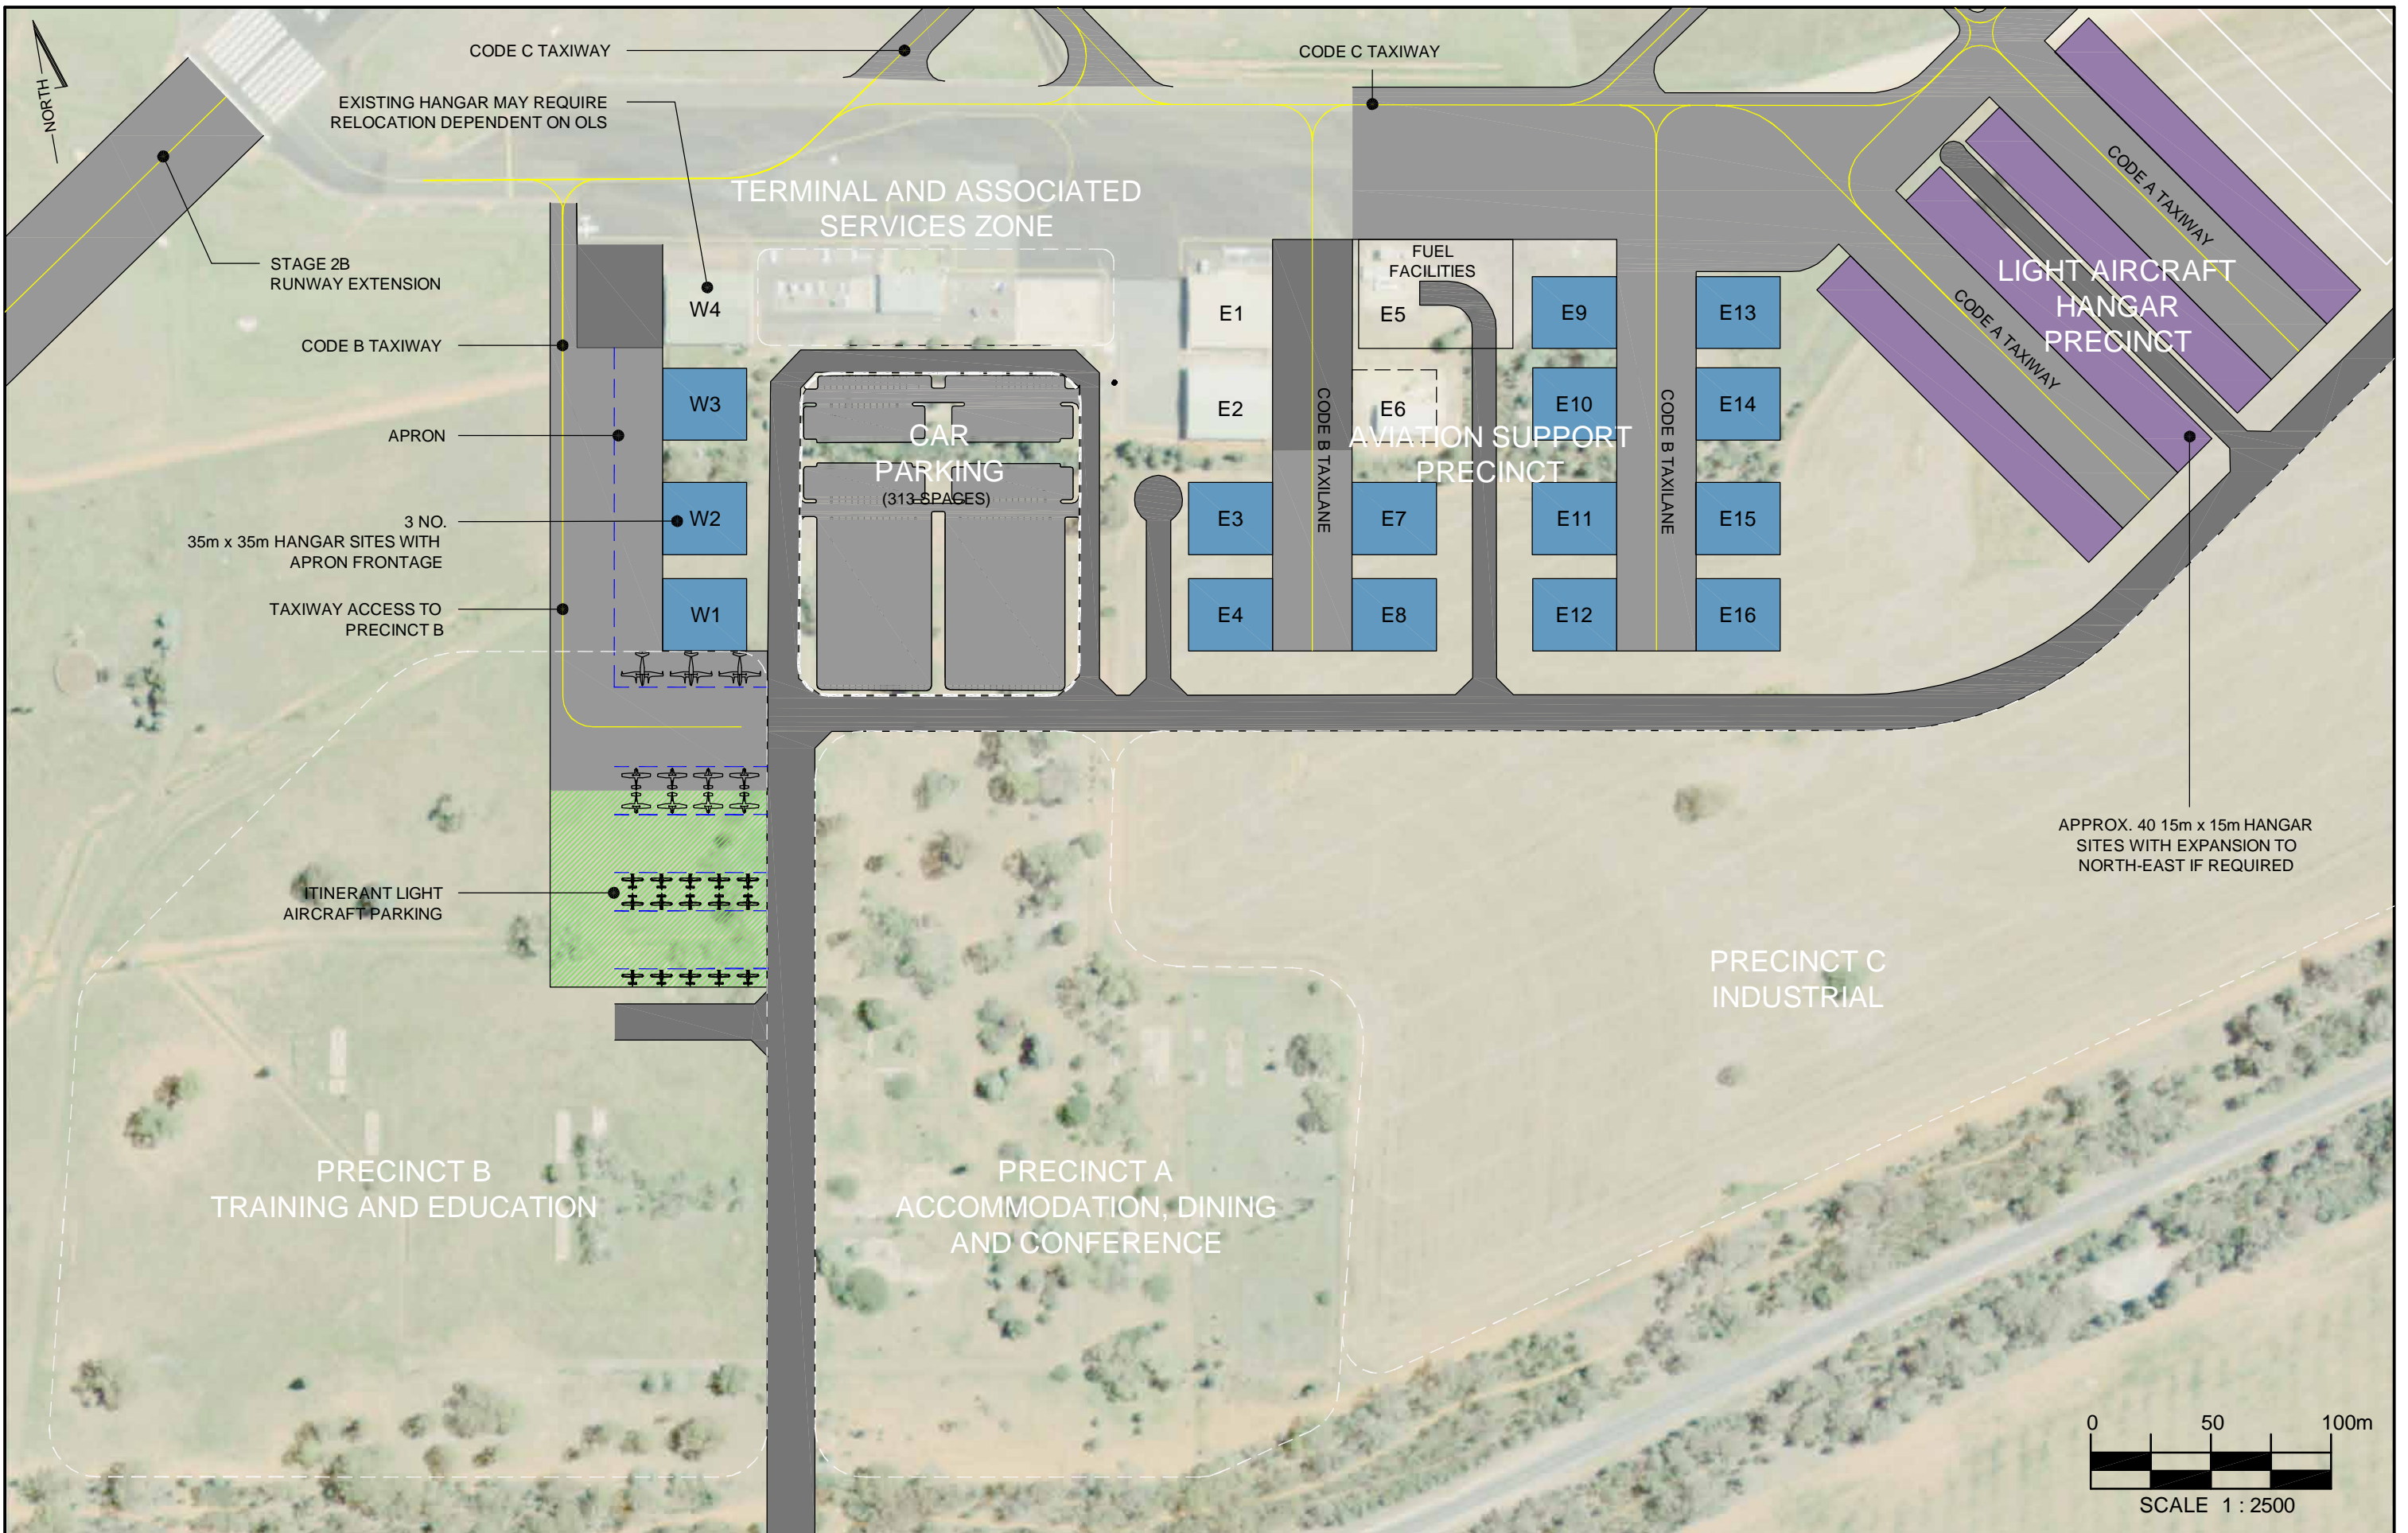 NORTH
CODE C TAXIWAY
CODE C TAXIWAY
EXISTING HANGAR MAY REQUIRE
RELOCATION DEPENDENT ON OLS
TERMINAL AND ASSOCIATED
SERVICES ZONE
STAGE 2B
RUNWAY EXTENSION
CODE B TAXIWAY
APRON
3 NO.
35m x 35m HANGAR SITES WITH
APRON FRONTAGE
TAXIWAY ACCESS TO
PRECINCT B
W4
W3
W2
W1
CAR
PARKING
(313 SPACES)
E1
E2
E3
E4
CODE B TAXILANE
FUEL
FACILITIES
E5
E6
E7
E8
AVIATION SUPPORT
PRECINCT
E9
E10
E11
E12
CODE B TAXILANE
E13
E14
E15
E16
CODE A TAXIWAY
CODE A TAXIWAY
LIGHT AIRCRAFT
HANGAR
PRECINCT
APPROX. 40 15m x 15m HANGAR
SITES WITH EXPANSION TO
NORTH-EAST IF REQUIRED
ITINERANT LIGHT
AIRCRAFT PARKING
PRECINCT C
INDUSTRIAL
PRECINCT B
TRAINING AND EDUCATION
PRECINCT A
ACCOMMODATION, DINING
AND CONFERENCE
0 50 100m
SCALE 1 : 2500